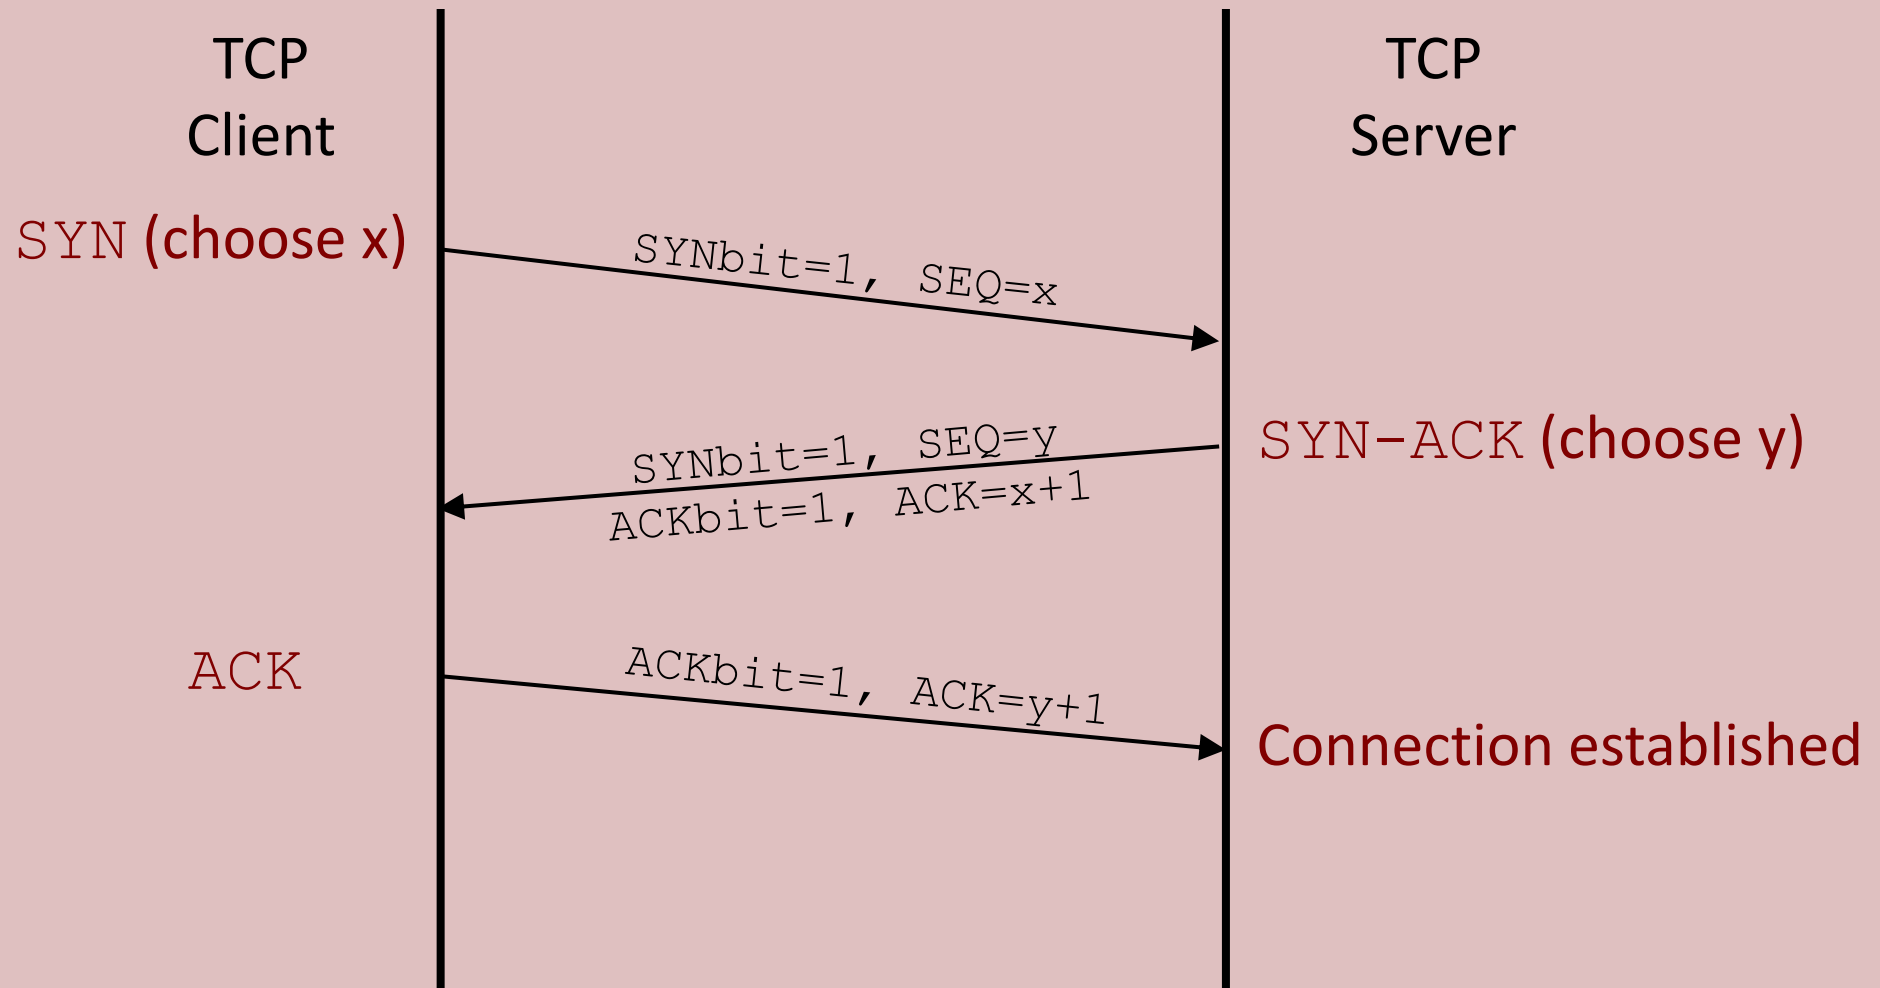 TCP
Client
TCP
Server
SYN (choose x)
SYNbit=1, SEQ=x
SYN-ACK (choose y)
SYNbit=1, SEQ=y
ACKbit=1, ACK=x+1
ACK
ACKbit=1, ACK=y+1
Connection established